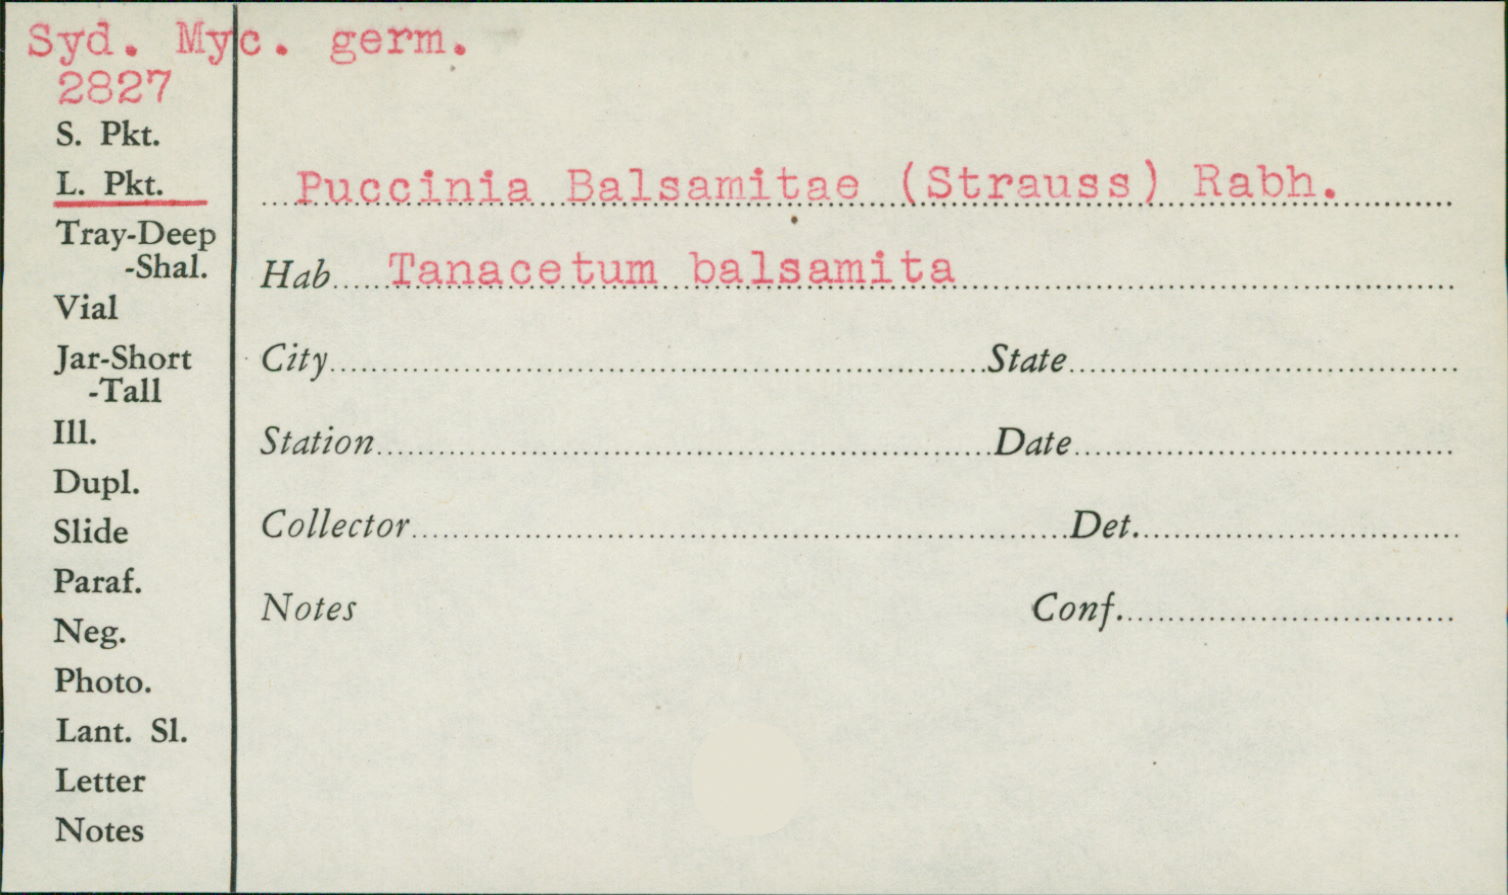 Syd. Myc. germ.
2827
S. Pkt.
L. Pkt.
Tray-Deep
-Shal.
Vial
Jar-Short
-Tall
Ill.
Dupl.
Slide
Paraf.
Neg.
Photo.
Lant. Sl.
Letter
Notes
Puccinia Balsamitae (Strauss) Rabh.
Hab. Tanacetum balsamita
City State
Station Date
Collector Det.
Notes Conf.